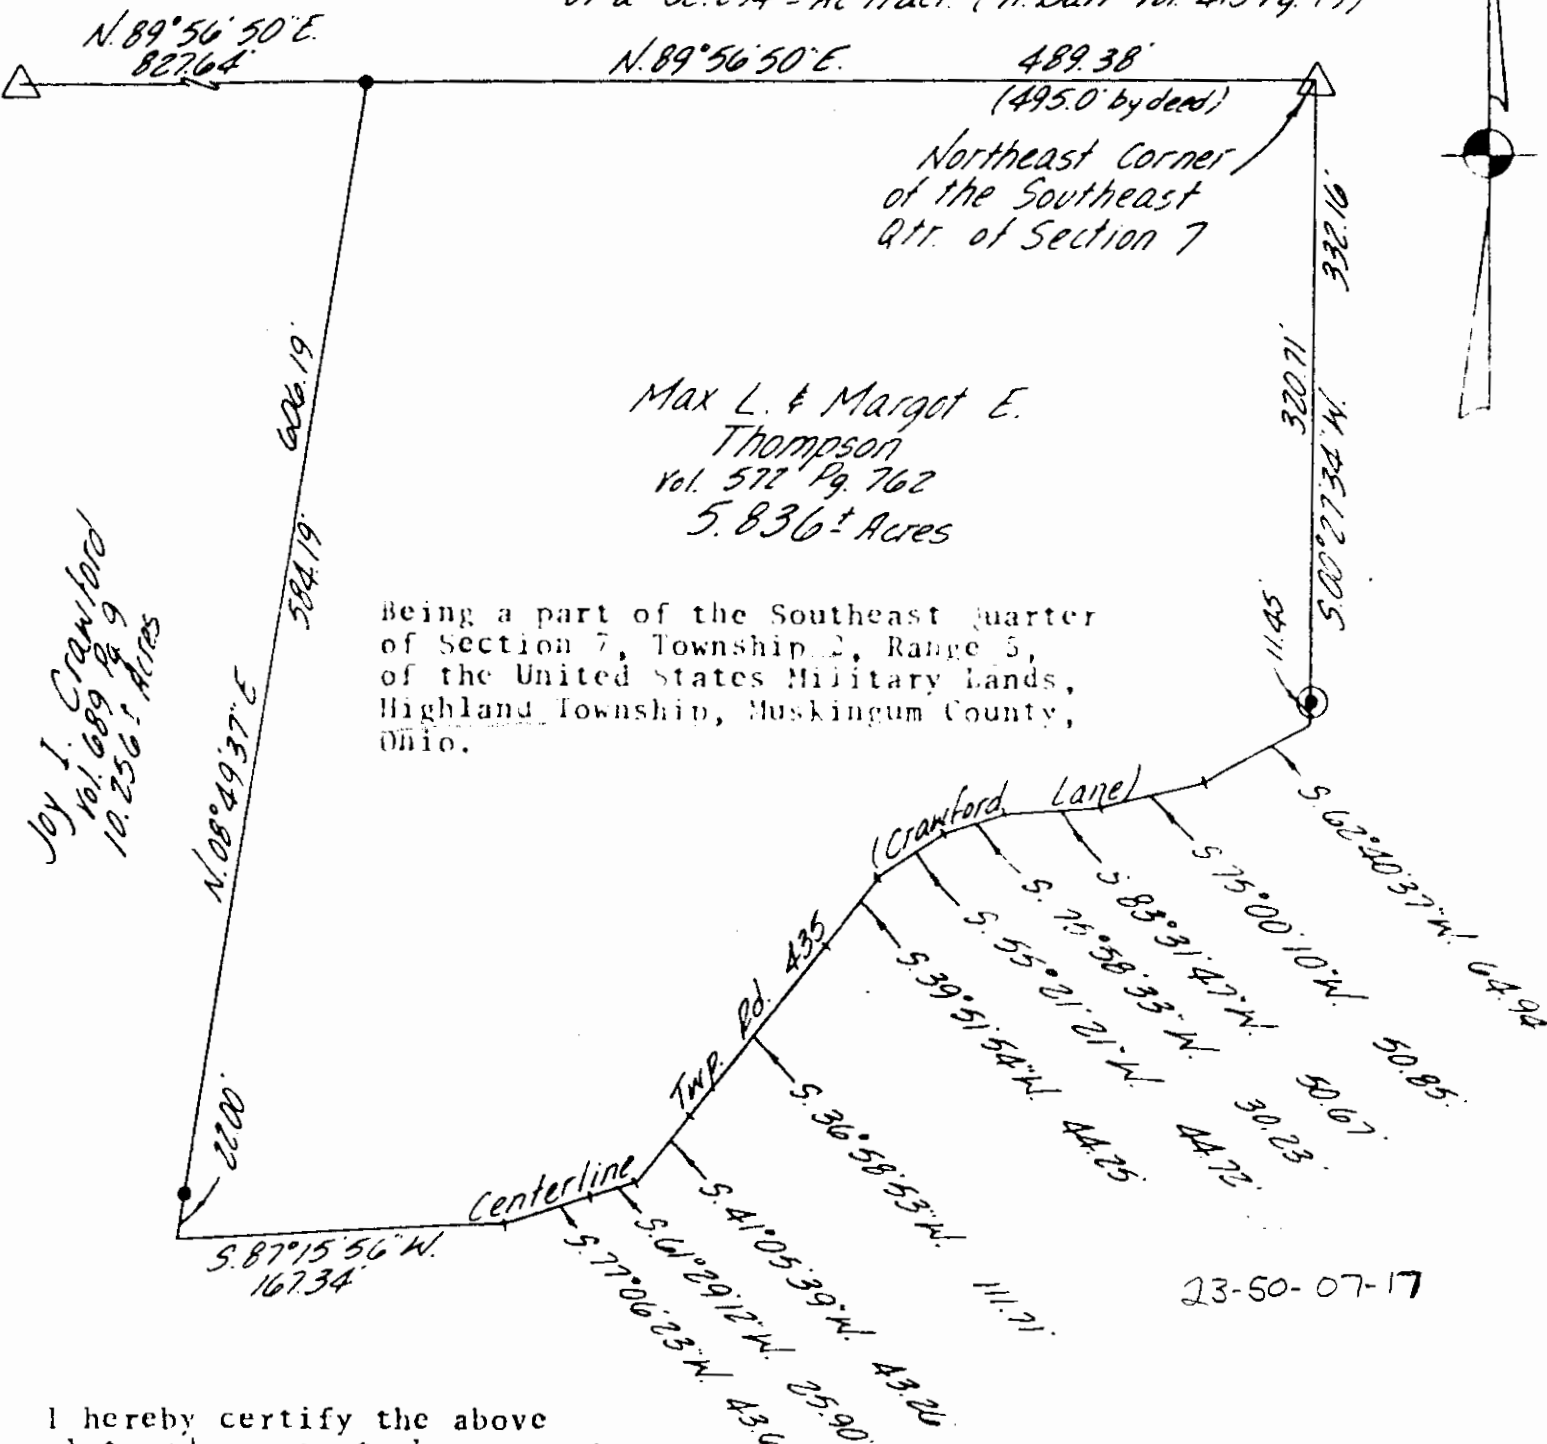 N. 89° 56' 50" E.
827.64'
N. 89° 56' 50" E. 489.38'
(495.0' by deed)
Northeast Corner
of the Southeast
Qtr. of Section 7
332.16'
320.71'
S. 00° 27' 34" W.
11.45'
606.19'
584.19'
N. 08° 49' 37" E
22.00'
Max L. & Margot E.
Thompson
Vol. 572 Pg. 762
5.836± Acres
Joy I. Crawford
Vol. 689 Pg 9
10.256± Acres
Being a part of the Southeast Quarter
of Section 7, Township 2, Range 5,
of the United States Military Lands,
Highland Township, Muskingum County,
Ohio.
Centerline Twp. Rd. 435 (Crawford Lane)
S. 62° 40' 37" W. 64.94
S. 75° 00' 10" W. 50.85'
S 83° 31' 47" W. 50.67'
S. 75° 58' 33" W. 30.23'
S. 55° 21' 21" W. 44.72'
S. 39° 51' 54" W. 44.25'
S. 36° 58' 53" W. 111.71'
S. 41° 05' 39" W. 43.26
S. 61° 29' 12" W. 25.90'
S. 77° 06' 23" W.
S. 87° 15' 56" W.
167.34'
23-50-07-17
I hereby certify the above